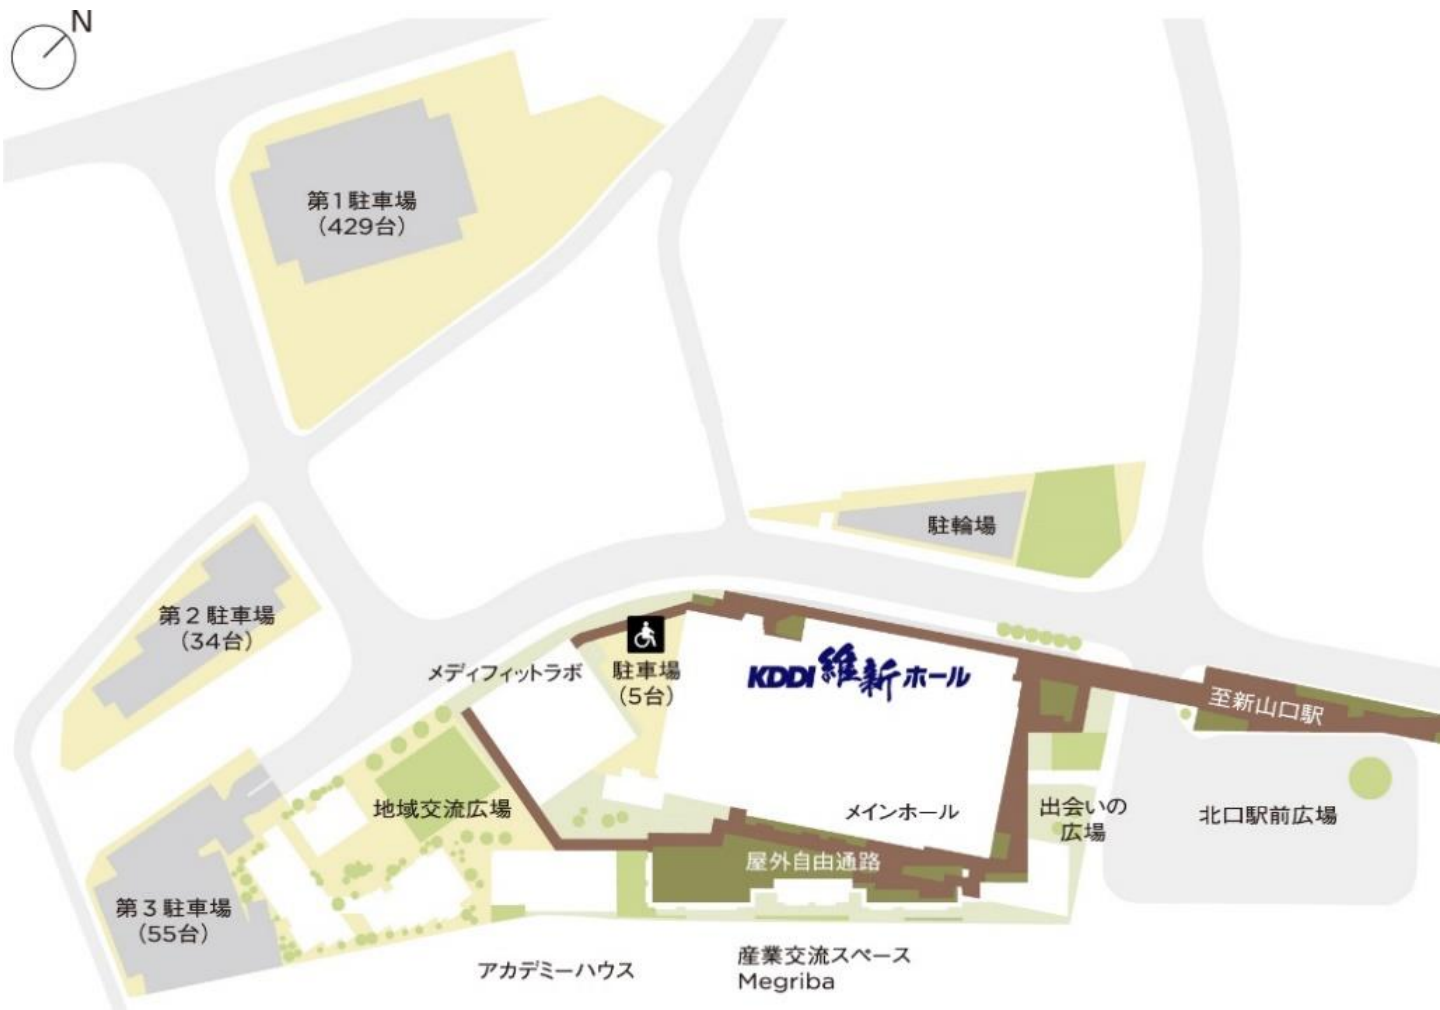 N
第1駐車場
(429台)
駐輪場
第2駐車場
(34台)
メディフィットラボ
駐車場
(5台)
KDDI維新ホール
至新山口駅
地域交流広場
メインホール
出会いの
広場
北口駅前広場
屋外自由通路
第3駐車場
(55台)
アカデミーハウス
産業交流スペース
Megriba